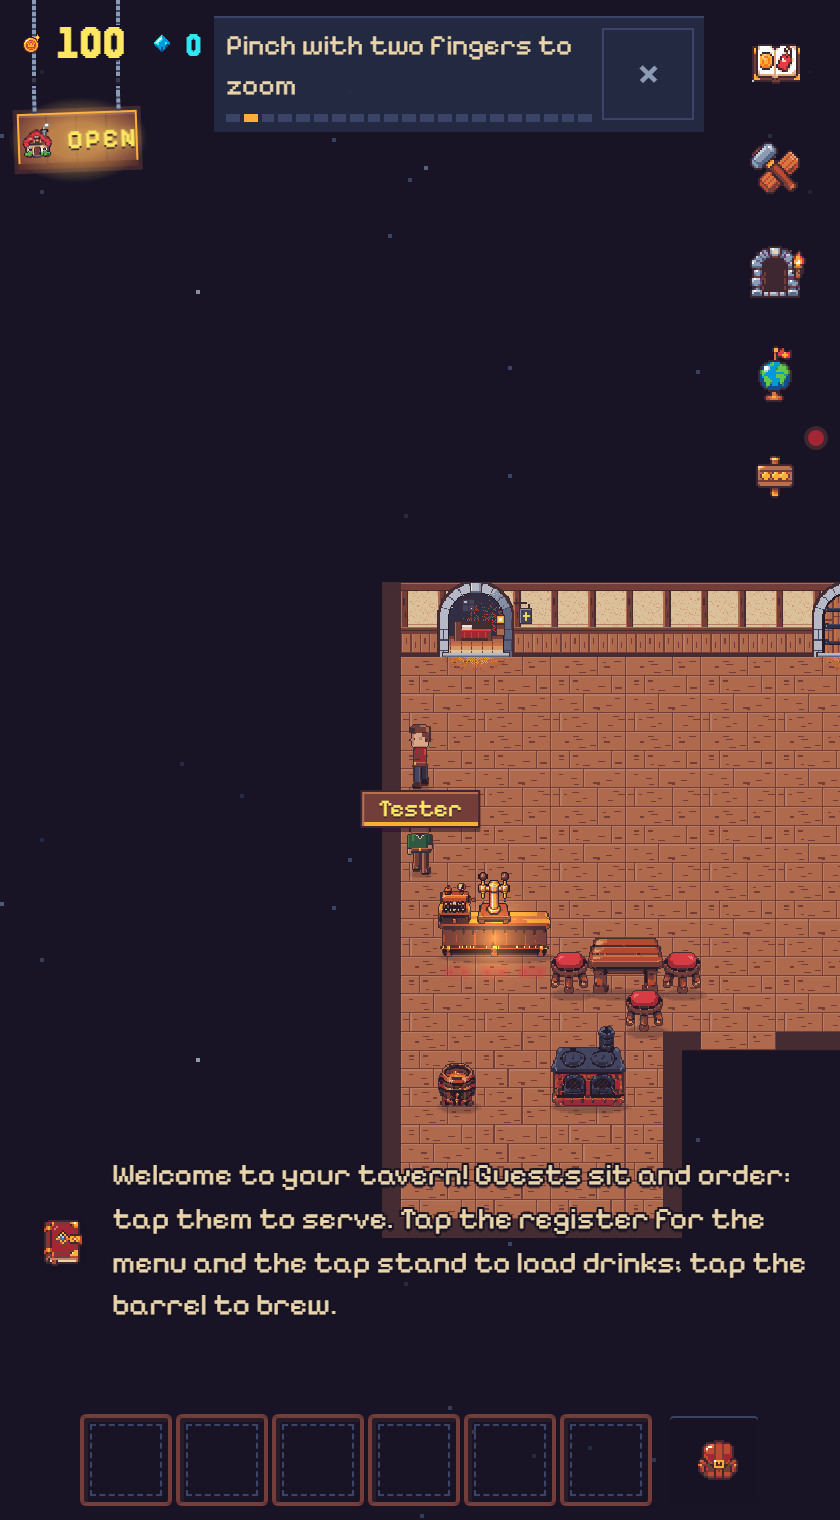 100
0
Pinch with two fingers to
zoom
×
OPEN
Tester
Welcome to your tavern! Guests sit and order:
tap them to serve. Tap the register for the
menu and the tap stand to load drinks; tap the
barrel to brew.